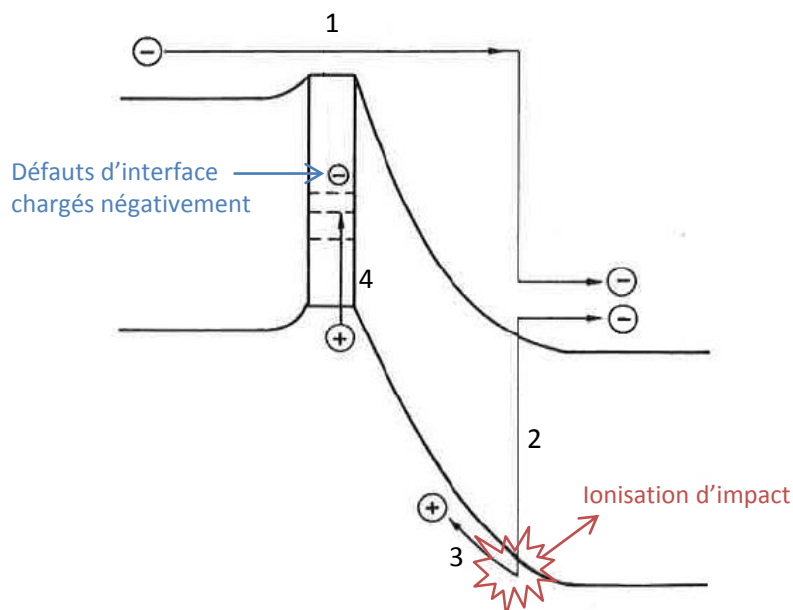 1
Défauts d'interface
chargés négativement
4
2
Ionisation d'impact
3